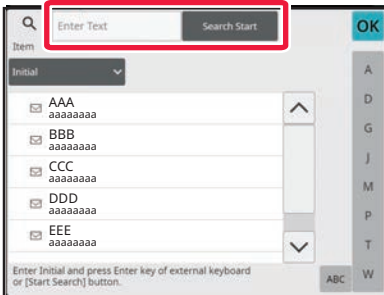 Enter Text
Search Start
OK
Item
Initial
AAA
aaaaaaaa
BBB
aaaaaaaa
CCC
aaaaaaaa
DDD
aaaaaaaa
EEE
aaaaaaaa
A
D
G
J
M
P
T
W
Enter Initial and press Enter key of external keyboard
or [Start Search] button.
ABC